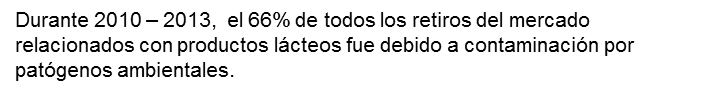 Durante 2010 – 2013,  el 66% de todos los retiros del mercado
relacionados con productos lácteos fue debido a contaminación por
patógenos ambientales.